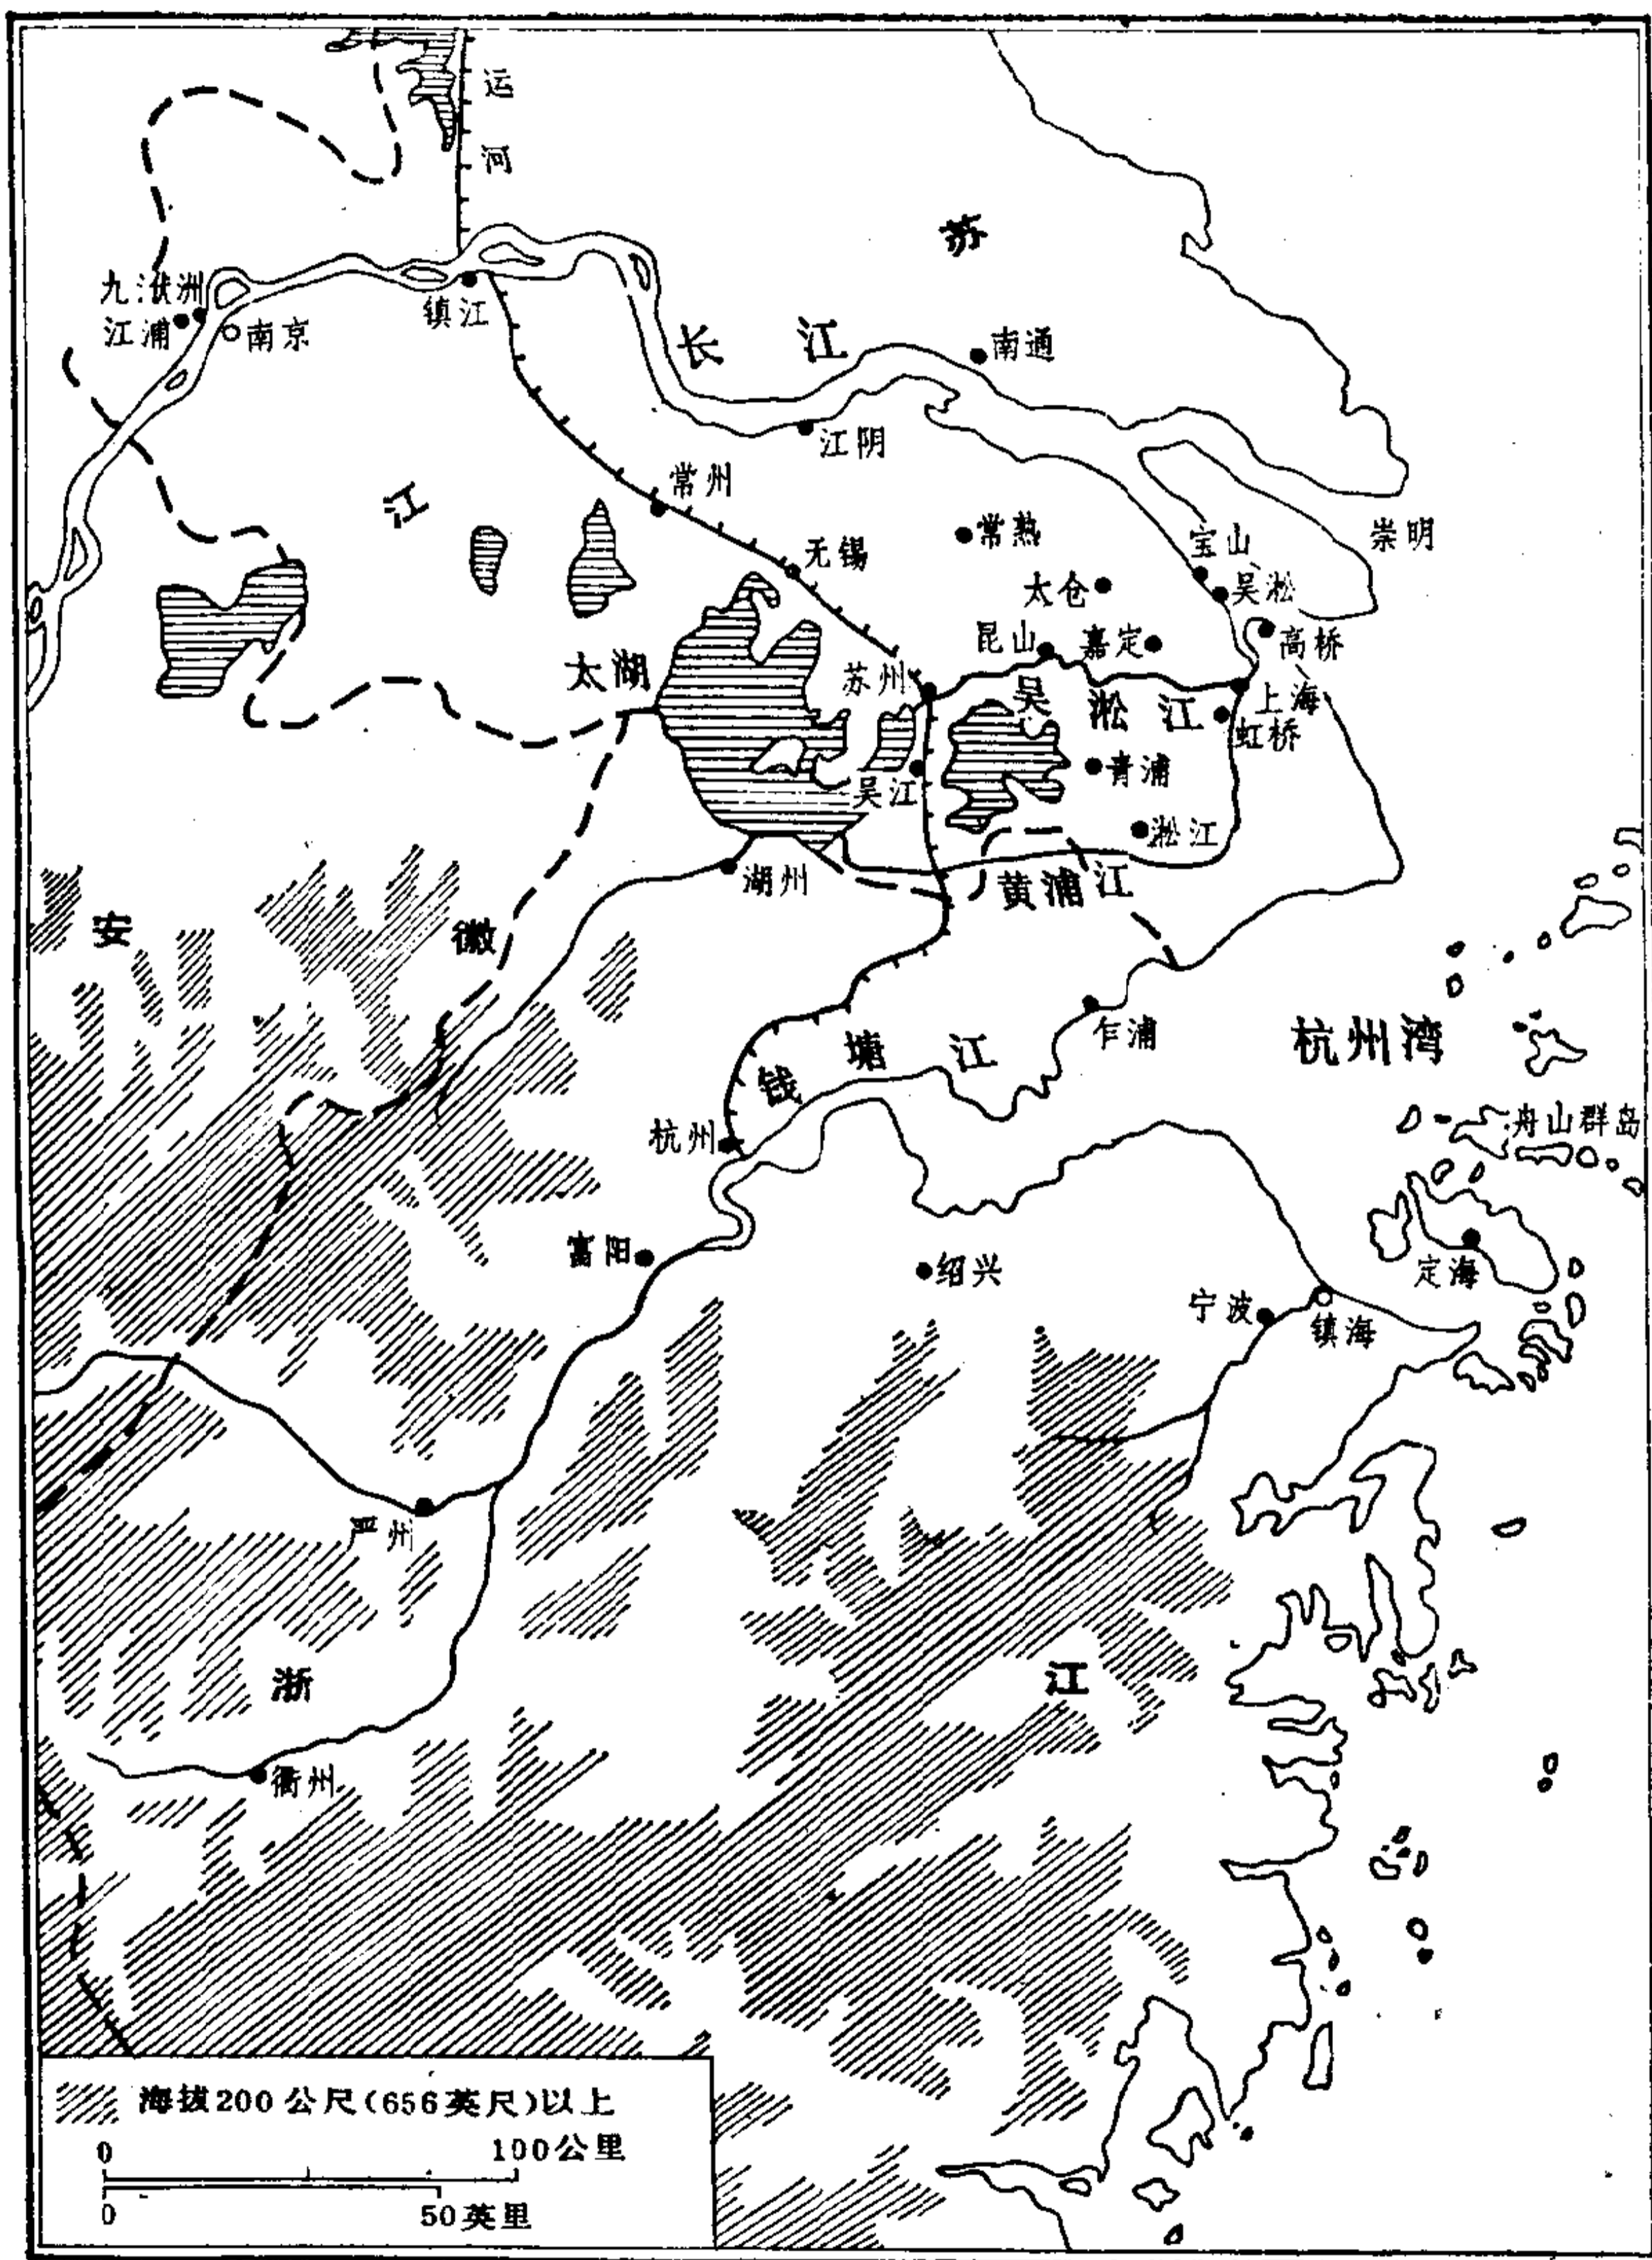 运河
苏
九洑洲
江浦
南京
镇江
长江
南通
江阴
江
常州
无锡
常熟
太仓
宝山
吴淞
崇明
高桥
昆山
嘉定
太湖
苏州
吴淞江
上海
虹桥
吴江
青浦
淞江
湖州
黄浦江
安徽
乍浦
钱塘江
杭州湾
杭州
舟山群岛
富阳
绍兴
定海
宁波
镇海
州
浙江
衢州
海拔200公尺(656英尺)以上
0 100公里
0 50英里